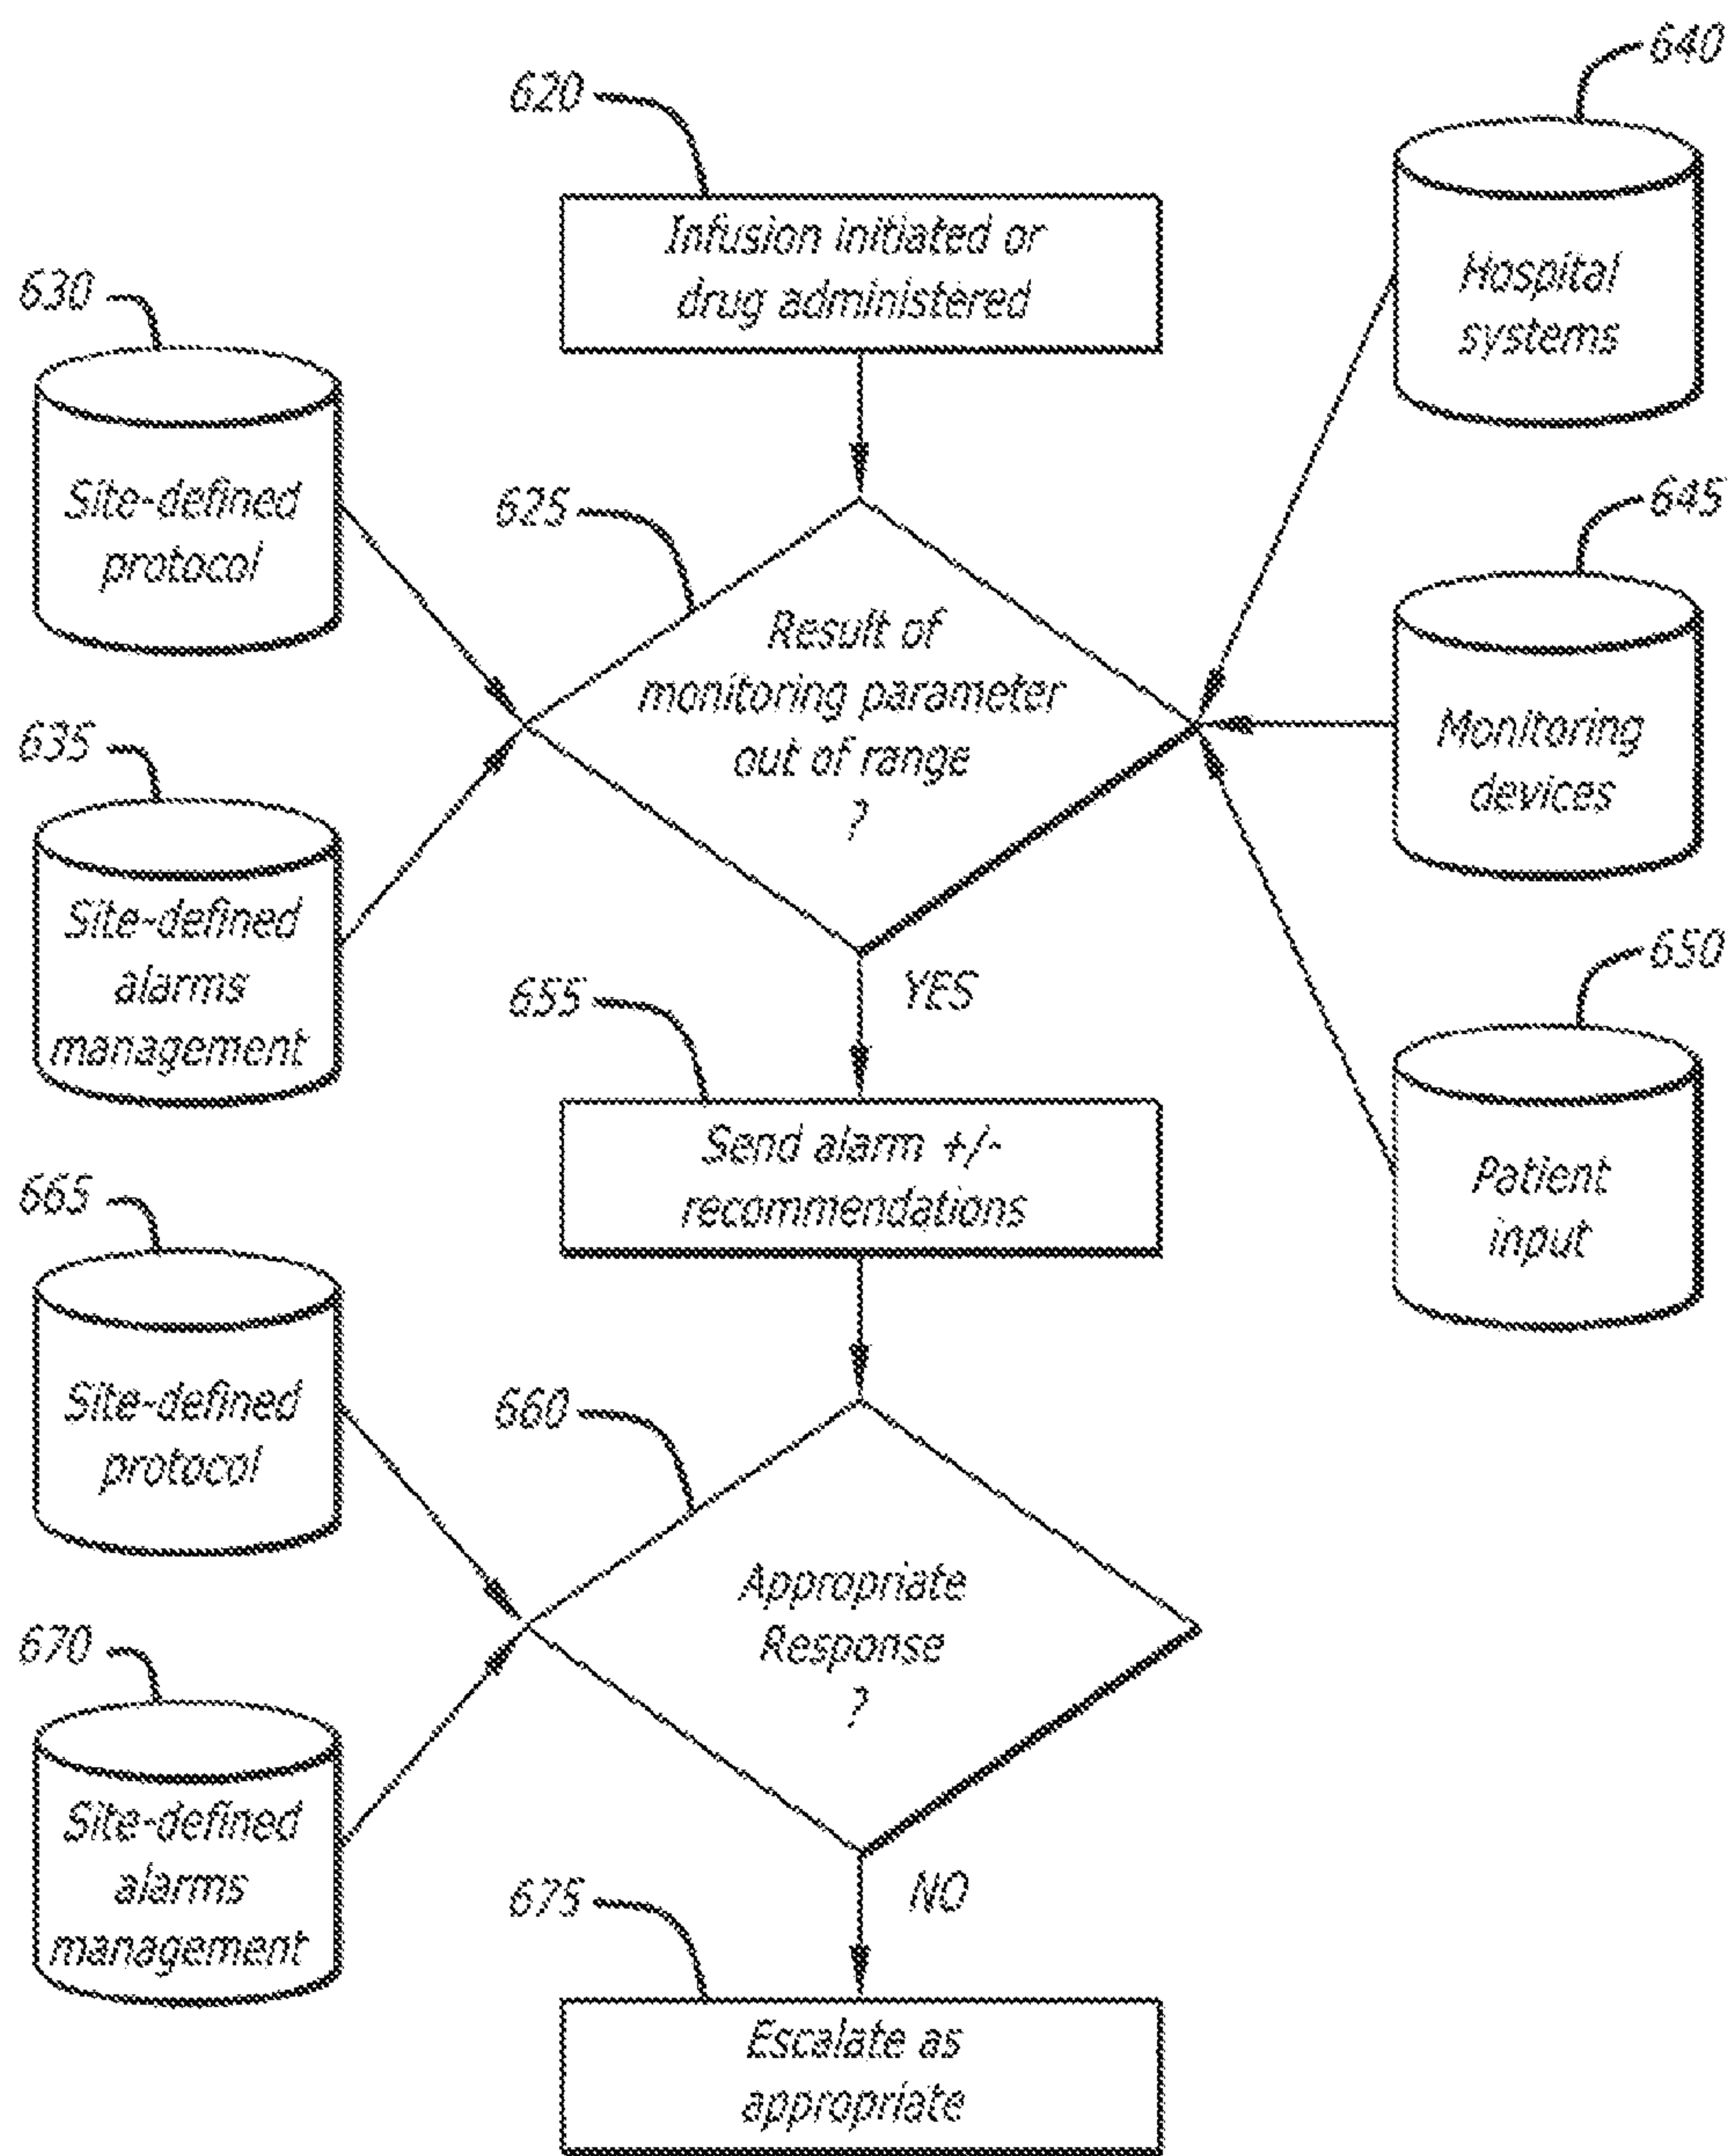 640
620
Infusion initiated or
drug administered
Hospital
systems
630
Site-defined
protocol
625
645
Result of
monitoring parameter
out of range
?
Monitoring
devices
635
Site-defined
alarms
management
YES
650
655
Send alarm +/-
recommendations
Patient
input
665
Site-defined
protocol
660
Appropriate
Response
?
670
Site-defined
alarms
management
NO
675
Escalate as
appropriate